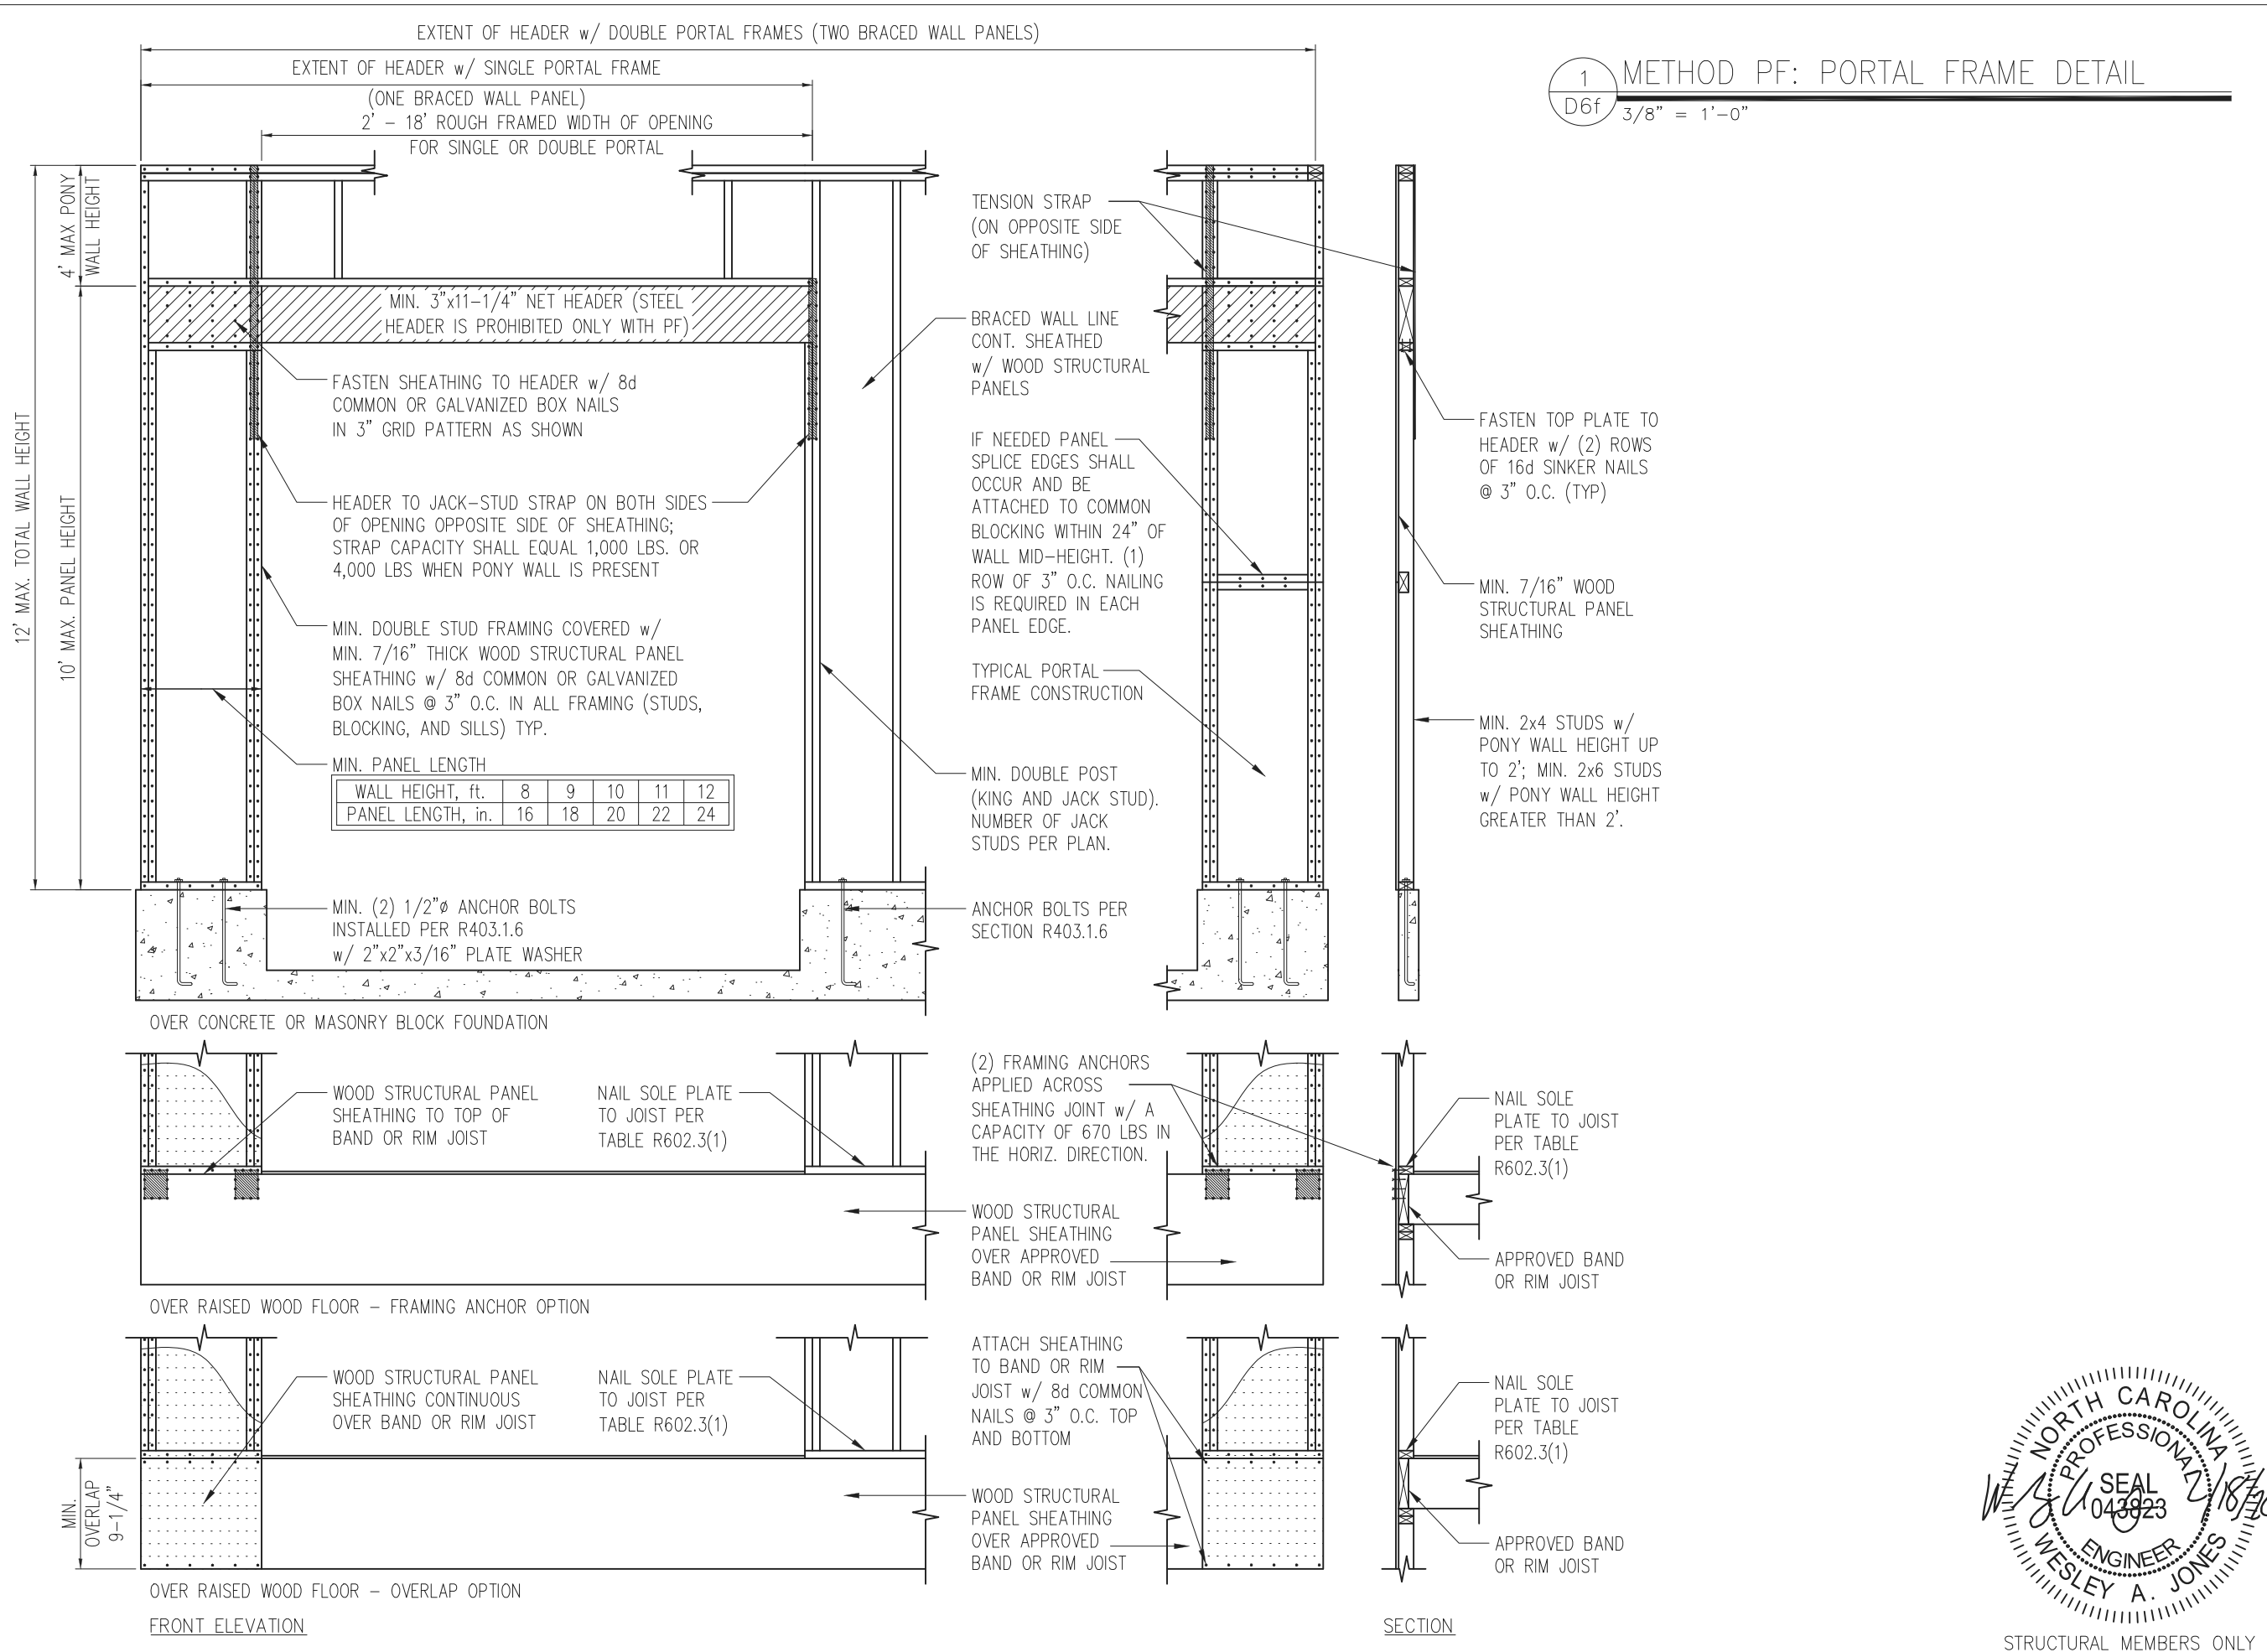 EXTENT OF HEADER w/ DOUBLE PORTAL FRAMES (TWO BRACED WALL PANELS)
EXTENT OF HEADER w/ SINGLE PORTAL FRAME
(ONE BRACED WALL PANEL)
2' - 18' ROUGH FRAMED WIDTH OF OPENING
FOR SINGLE OR DOUBLE PORTAL
1
D6f
METHOD PF: PORTAL FRAME DETAIL
3/8" = 1'-0"
12' MAX. TOTAL WALL HEIGHT
4' MAX PONY
WALL HEIGHT
10' MAX. PANEL HEIGHT
MIN. 3"x11-1/4" NET HEADER (STEEL
HEADER IS PROHIBITED ONLY WITH PF)
FASTEN SHEATHING TO HEADER w/ 8d
COMMON OR GALVANIZED BOX NAILS
IN 3" GRID PATTERN AS SHOWN
HEADER TO JACK-STUD STRAP ON BOTH SIDES
OF OPENING OPPOSITE SIDE OF SHEATHING;
STRAP CAPACITY SHALL EQUAL 1,000 LBS. OR
4,000 LBS WHEN PONY WALL IS PRESENT
MIN. DOUBLE STUD FRAMING COVERED w/
MIN. 7/16" THICK WOOD STRUCTURAL PANEL
SHEATHING w/ 8d COMMON OR GALVANIZED
BOX NAILS @ 3" O.C. IN ALL FRAMING (STUDS,
BLOCKING, AND SILLS) TYP.
MIN. PANEL LENGTH
WALL HEIGHT, ft. 8 9 10 11 12
PANEL LENGTH, in. 16 18 20 22 24
MIN. (2) 1/2"ø ANCHOR BOLTS
INSTALLED PER R403.1.6
w/ 2"x2"x3/16" PLATE WASHER
TENSION STRAP
(ON OPPOSITE SIDE
OF SHEATHING)
BRACED WALL LINE
CONT. SHEATHED
w/ WOOD STRUCTURAL
PANELS
IF NEEDED PANEL
SPLICE EDGES SHALL
OCCUR AND BE
ATTACHED TO COMMON
BLOCKING WITHIN 24" OF
WALL MID-HEIGHT. (1)
ROW OF 3" O.C. NAILING
IS REQUIRED IN EACH
PANEL EDGE.
TYPICAL PORTAL
FRAME CONSTRUCTION
MIN. DOUBLE POST
(KING AND JACK STUD).
NUMBER OF JACK
STUDS PER PLAN.
ANCHOR BOLTS PER
SECTION R403.1.6
FASTEN TOP PLATE TO
HEADER w/ (2) ROWS
OF 16d SINKER NAILS
@ 3" O.C. (TYP)
MIN. 7/16" WOOD
STRUCTURAL PANEL
SHEATHING
MIN. 2x4 STUDS w/
PONY WALL HEIGHT UP
TO 2'; MIN. 2x6 STUDS
w/ PONY WALL HEIGHT
GREATER THAN 2'.
OVER CONCRETE OR MASONRY BLOCK FOUNDATION
WOOD STRUCTURAL PANEL
SHEATHING TO TOP OF
BAND OR RIM JOIST
NAIL SOLE PLATE
TO JOIST PER
TABLE R602.3(1)
(2) FRAMING ANCHORS
APPLIED ACROSS
SHEATHING JOINT w/ A
CAPACITY OF 670 LBS IN
THE HORIZ. DIRECTION.
WOOD STRUCTURAL
PANEL SHEATHING
OVER APPROVED
BAND OR RIM JOIST
NAIL SOLE
PLATE TO JOIST
PER TABLE
R602.3(1)
APPROVED BAND
OR RIM JOIST
OVER RAISED WOOD FLOOR - FRAMING ANCHOR OPTION
WOOD STRUCTURAL PANEL
SHEATHING CONTINUOUS
OVER BAND OR RIM JOIST
NAIL SOLE PLATE
TO JOIST PER
TABLE R602.3(1)
MIN.
OVERLAP
9-1/4"
ATTACH SHEATHING
TO BAND OR RIM
JOIST w/ 8d COMMON
NAILS @ 3" O.C. TOP
AND BOTTOM
WOOD STRUCTURAL
PANEL SHEATHING
OVER APPROVED
BAND OR RIM JOIST
NAIL SOLE
PLATE TO JOIST
PER TABLE
R602.3(1)
APPROVED BAND
OR RIM JOIST
OVER RAISED WOOD FLOOR - OVERLAP OPTION
FRONT ELEVATION
SECTION
NORTH CAROLINA
PROFESSIONAL
SEAL
043823
ENGINEER
WESLEY A. JONES
STRUCTURAL MEMBERS ONLY